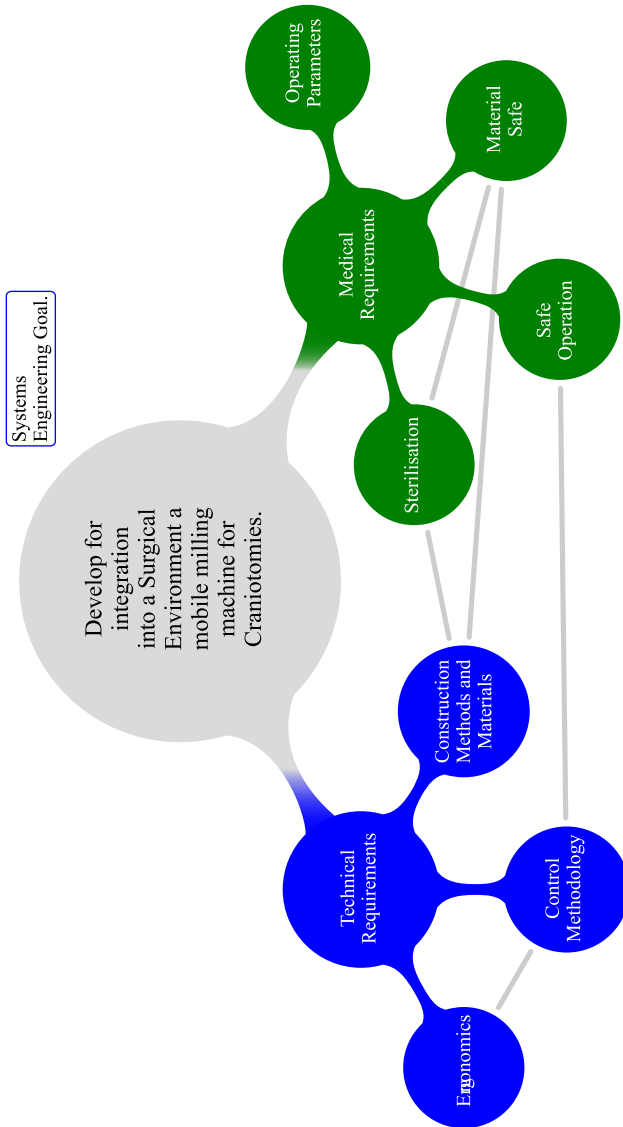 Systems
Engineering Goal.
Develop for
integration
into a Surgical
Environment a
mobile milling
machine for
Craniotomies.
Technical
Requirements
Medical
Requirements
Ergonomics
Control
Methodology
Construction
Methods and
Materials
Sterilisation
Safe
Operation
Material
Safe
Operating
Parameters